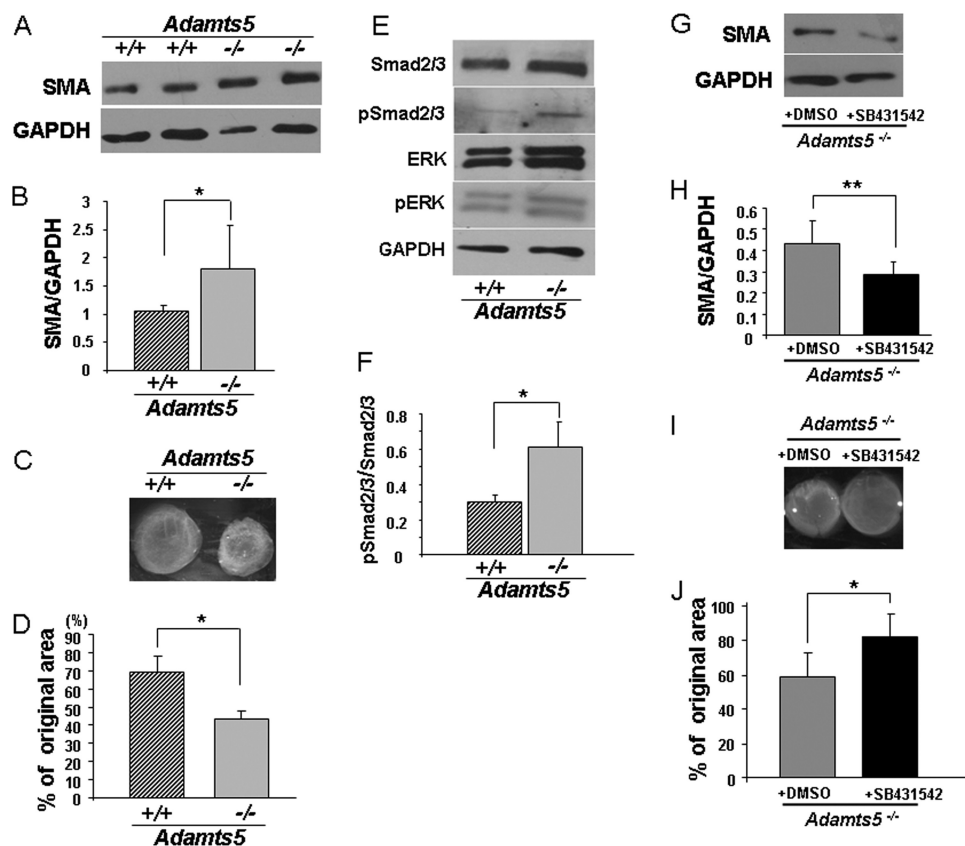 A
Adamts5
+/+ +/+ -/- -/-
SMA
GAPDH
B
SMA/GAPDH
3
2.5
2
1.5
1
0.5
0
*
+/+ -/-
Adamts5
C
Adamts5
+/+ -/-
D
(%)
% of original area
90
80
70
60
50
40
30
20
10
0
*
+/+ -/-
Adamts5
E
Smad2/3
pSmad2/3
ERK
pERK
GAPDH
+/+ -/-
Adamts5
F
pSmad2/3/Smad2/3
0.8
0.6
0.4
0.2
0
*
+/+ -/-
Adamts5
G
SMA
GAPDH
+DMSO +SB431542
Adamts5 -/-
H
SMA/GAPDH
0.6
0.5
0.4
0.3
0.2
0.1
0
**
+DMSO +SB431542
Adamts5 -/-
I
Adamts5 -/-
+DMSO +SB431542
J
% of original area
100
80
60
40
20
0
*
+DMSO +SB431542
Adamts5 -/-